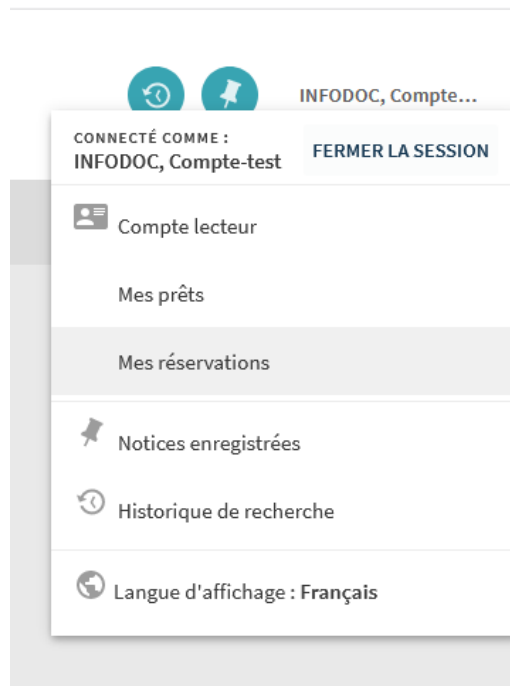 INFODOC, Compte...
CONNECTÉ COMME :
INFODOC, Compte-test
FERMER LA SESSION
Compte lecteur
Mes prêts
Mes réservations
Notices enregistrées
Historique de recherche
Langue d'affichage : Français